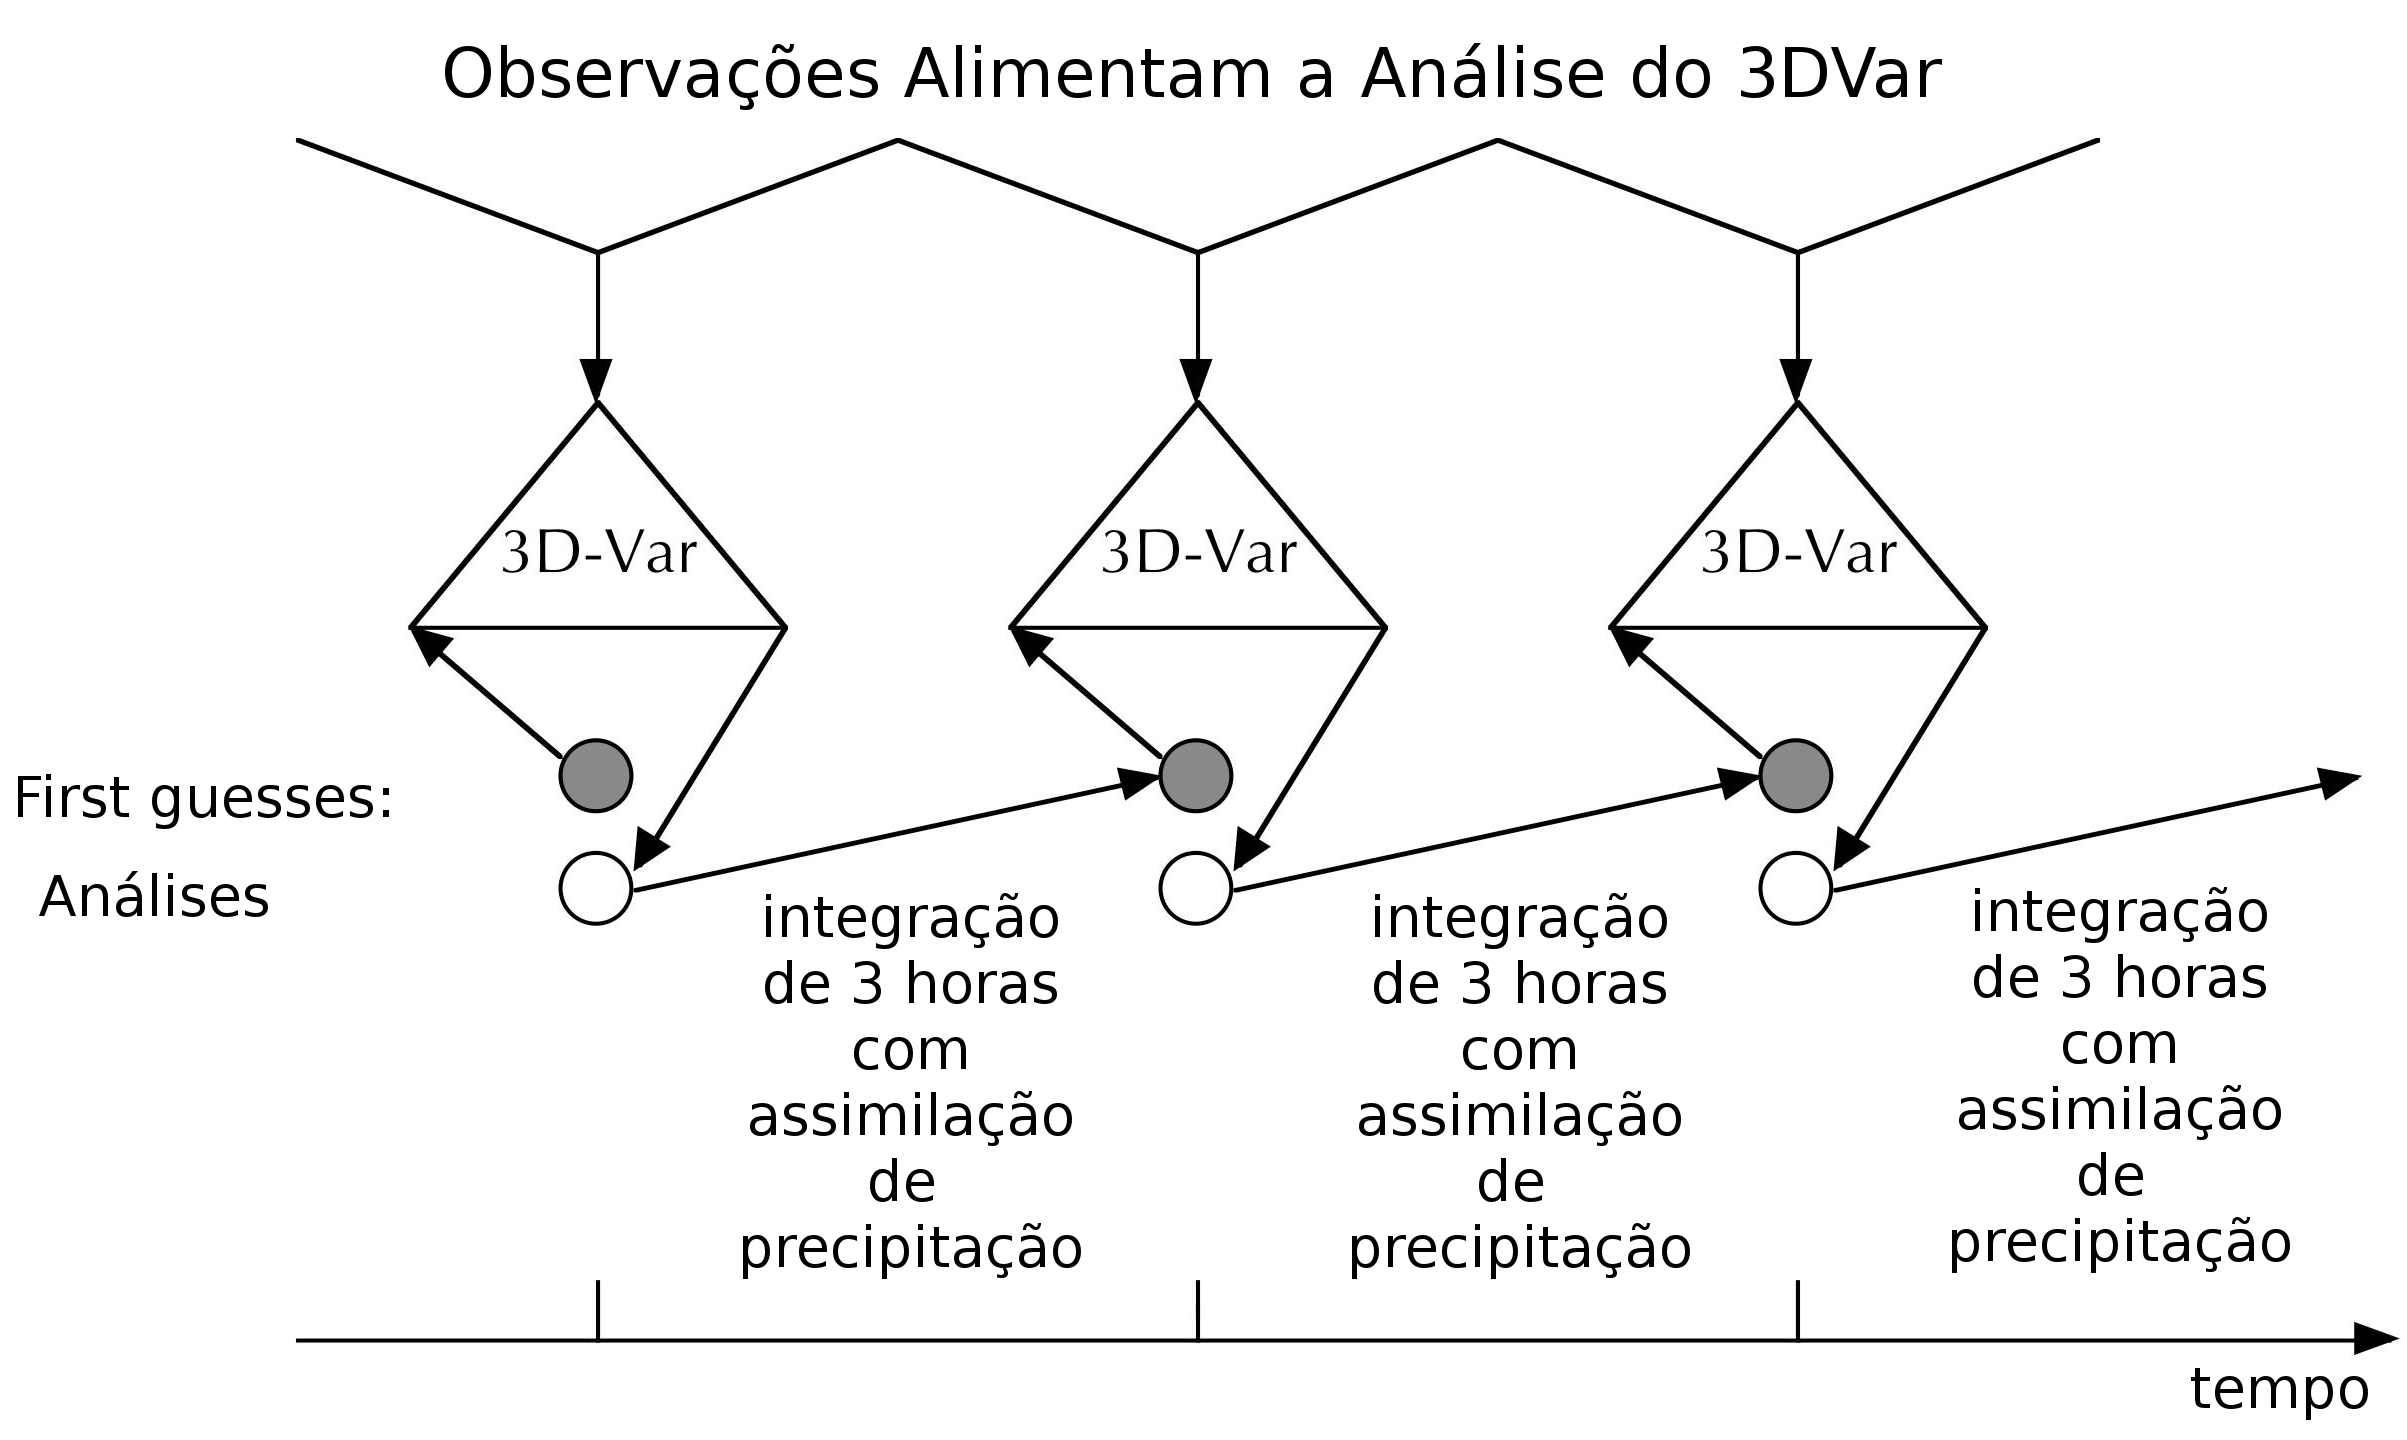 Observações Alimentam a Análise do 3DVar
3D-Var
3D-Var
3D-Var
First guesses:
Análises
integração
de 3 horas
com
assimilação
de
precipitação
integração
de 3 horas
com
assimilação
de
precipitação
integração
de 3 horas
com
assimilação
de
precipitação
tempo